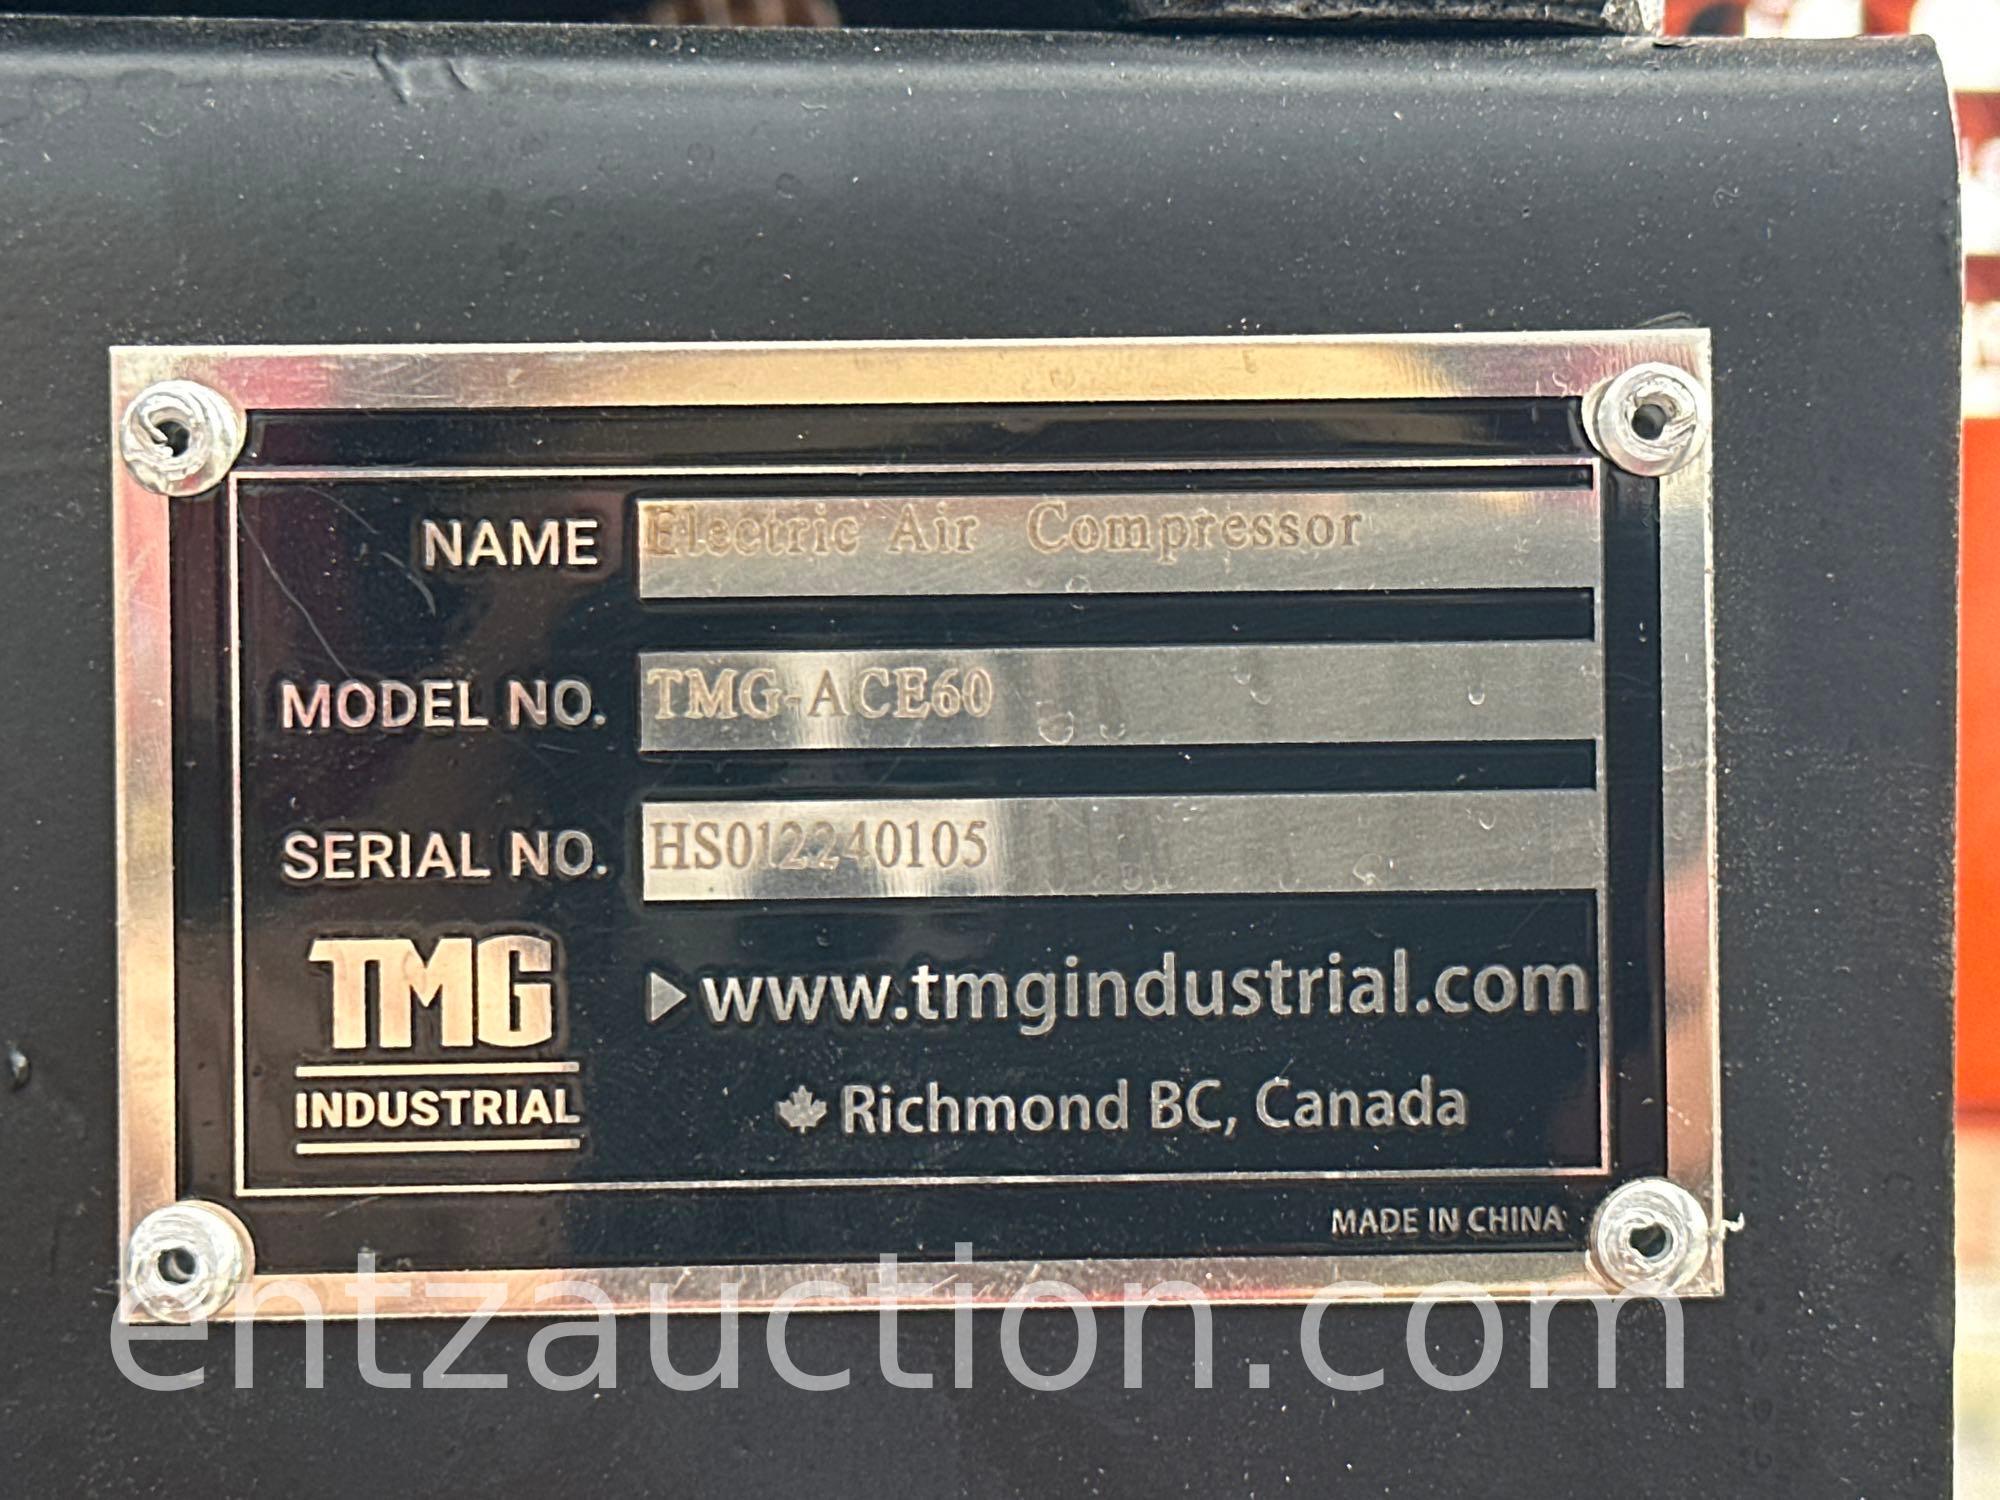 NAME Electric Air Compressor
MODEL NO. TMG-ACE60
SERIAL NO. HS012240105
TMG
INDUSTRIAL
www.tmgindustrial.com
Richmond BC, Canada
MADE IN CHINA
entzauction.com